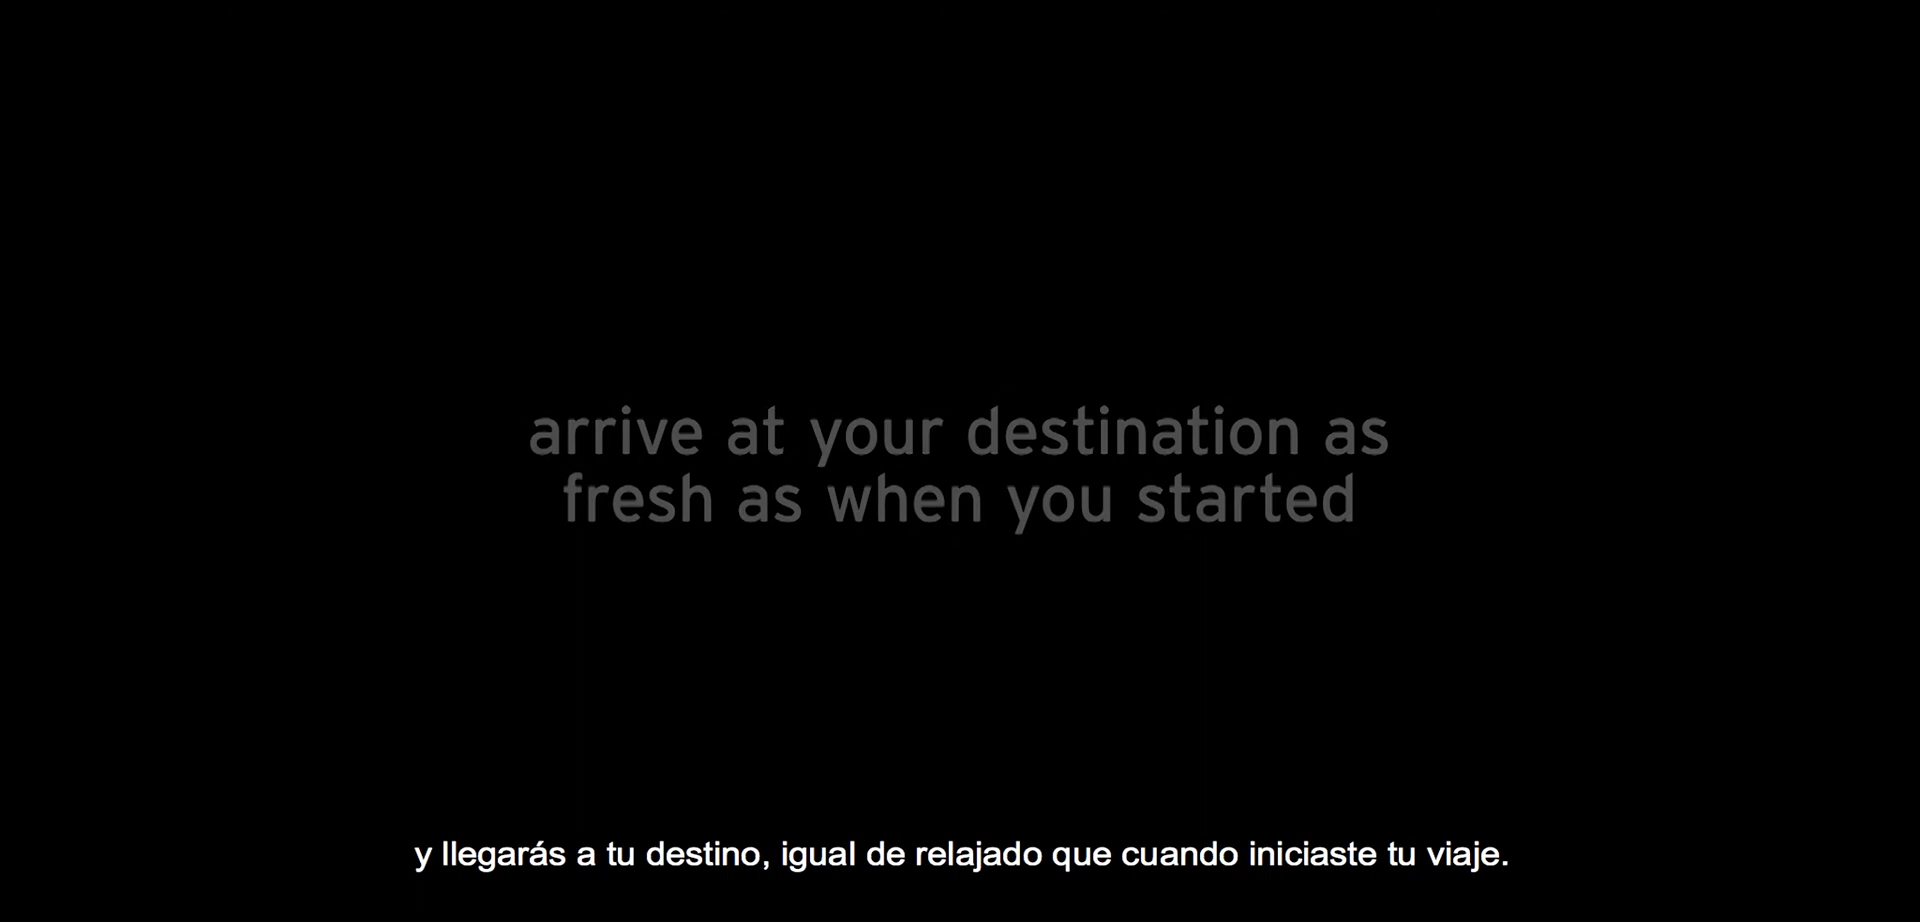 arrive at your destination as
fresh as when you started
y llegarás a tu destino, igual de relajado que cuando iniciaste tu viaje.